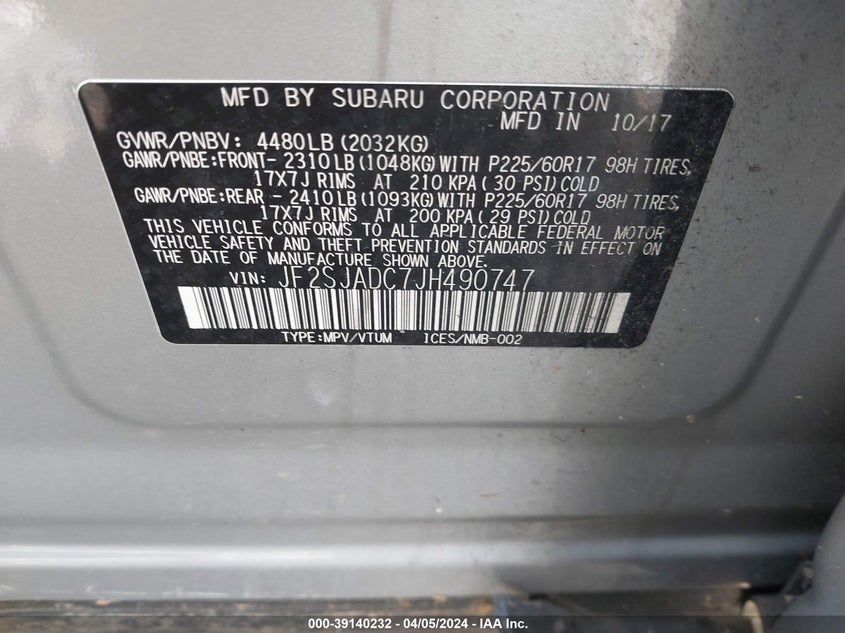 MFD BY SUBARU CORPORATION
MFD IN 10/17
GVWR/PNBV: 4480LB (2032KG)
GAWR/PNBE:FRONT- 2310LB (1048KG) WITH P225/60R17 98H TIRES,
17X7J RIMS AT 210 KPA ( 30 PSI) COLD
GAWR/PNBE:REAR - 2410LB (1093KG) WITH P225/60R17 98H TIRES,
17X7J RIMS AT 200 KPA ( 29 PSI) COLD
THIS VEHICLE CONFORMS TO ALL APPLICABLE FEDERAL MOTOR
VEHICLE SAFETY AND THEFT PREVENTION STANDARDS IN EFFECT ON
THE DATE OF MANUFACTURE SHOWN ABOVE.
VIN: JF2SJADC7JH490747
TYPE:MPV/VTUM ICES/NMB-002
000-39140232 - 04/05/2024 - IAA Inc.